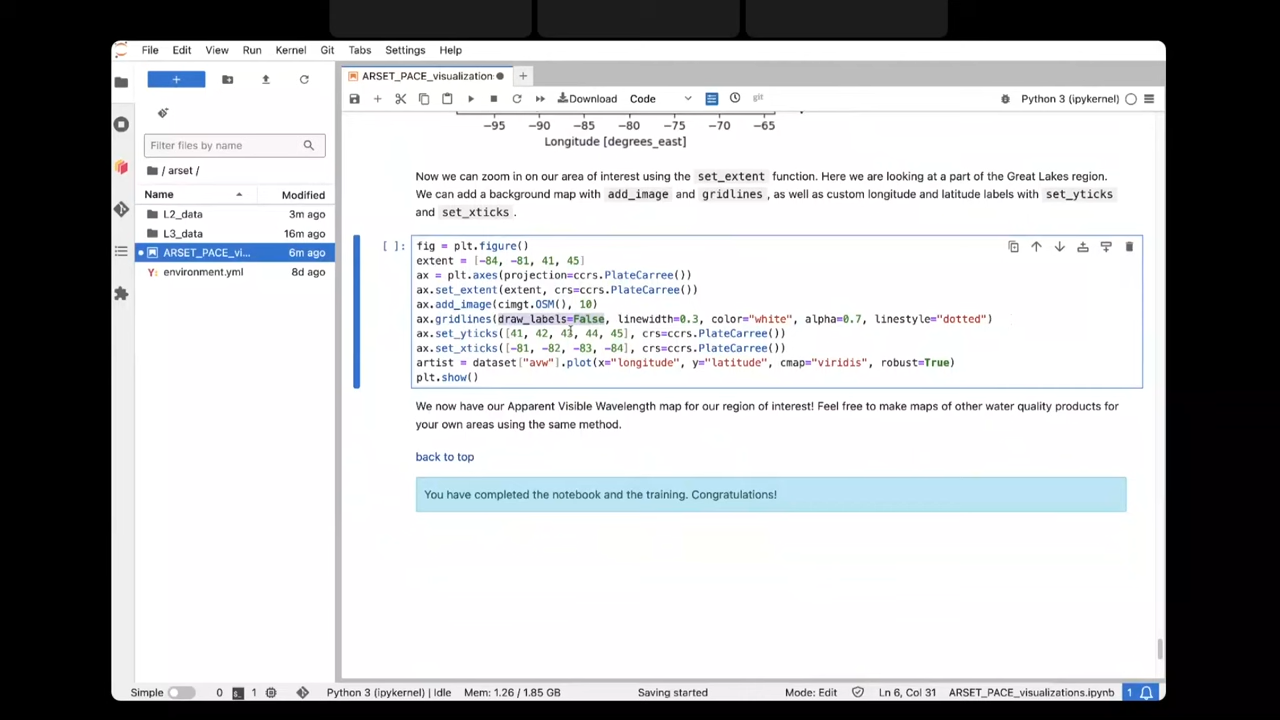 File Edit View Run Kernel Git Tabs Settings Help
ARSET_PACE_visualizations
Download Code git Python 3 (ipykernel)
Filter files by name
/ arset /
Name Modified
L2_data 3m ago
L3_data 16m ago
ARSET_PACE_vi... 6m ago
Y: environment.yml 8d ago
−95 −90 −85 −80 −75 −70 −65
Longitude [degrees_east]
Now we can zoom in on our area of interest using the set_extent function. Here we are looking at a part of the Great Lakes region.
We can add a background map with add_image and gridlines , as well as custom longitude and latitude labels with set_yticks
and set_xticks .
[ ]: fig = plt.figure()
extent = [-84, -81, 41, 45]
ax = plt.axes(projection=ccrs.PlateCarree())
ax.set_extent(extent, crs=ccrs.PlateCarree())
ax.add_image(cimgt.OSM(), 10)
ax.gridlines(draw_labels=False, linewidth=0.3, color="white", alpha=0.7, linestyle="dotted")
ax.set_yticks([41, 42, 43, 44, 45], crs=ccrs.PlateCarree())
ax.set_xticks([-81, -82, -83, -84], crs=ccrs.PlateCarree())
artist = dataset["avw"].plot(x="longitude", y="latitude", cmap="viridis", robust=True)
plt.show()
We now have our Apparent Visible Wavelength map for our region of interest! Feel free to make maps of other water quality products for
your own areas using the same method.
back to top
You have completed the notebook and the training. Congratulations!
Simple 0 1 Python 3 (ipykernel) | Idle Mem: 1.26 / 1.85 GB Saving started Mode: Edit Ln 6, Col 31 ARSET_PACE_visualizations.ipynb 1